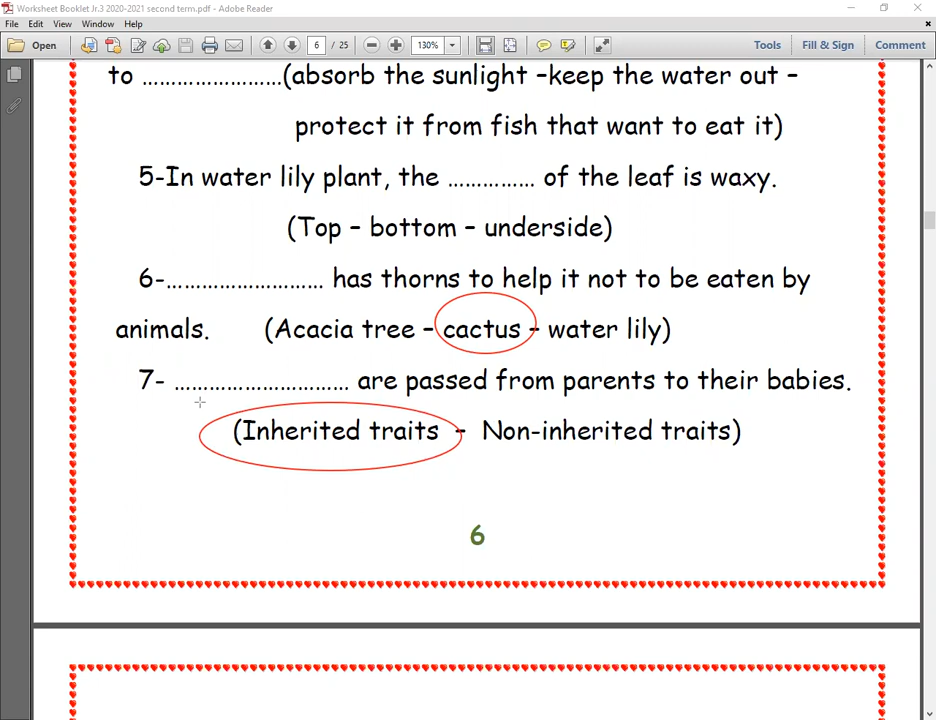 Worksheet Booklet Jr.3 2020-2021 second term.pdf - Adobe Reader
File Edit View Window Help
Open 6 / 25 130% Tools Fill & Sign Comment
to ........................(absorb the sunlight –keep the water out –
protect it from fish that want to eat it)
5-In water lily plant, the ............... of the leaf is waxy.
(Top – bottom – underside)
6-........................... has thorns to help it not to be eaten by
animals. (Acacia tree – cactus – water lily)
7- .............................. are passed from parents to their babies.
(Inherited traits – Non-inherited traits)
6